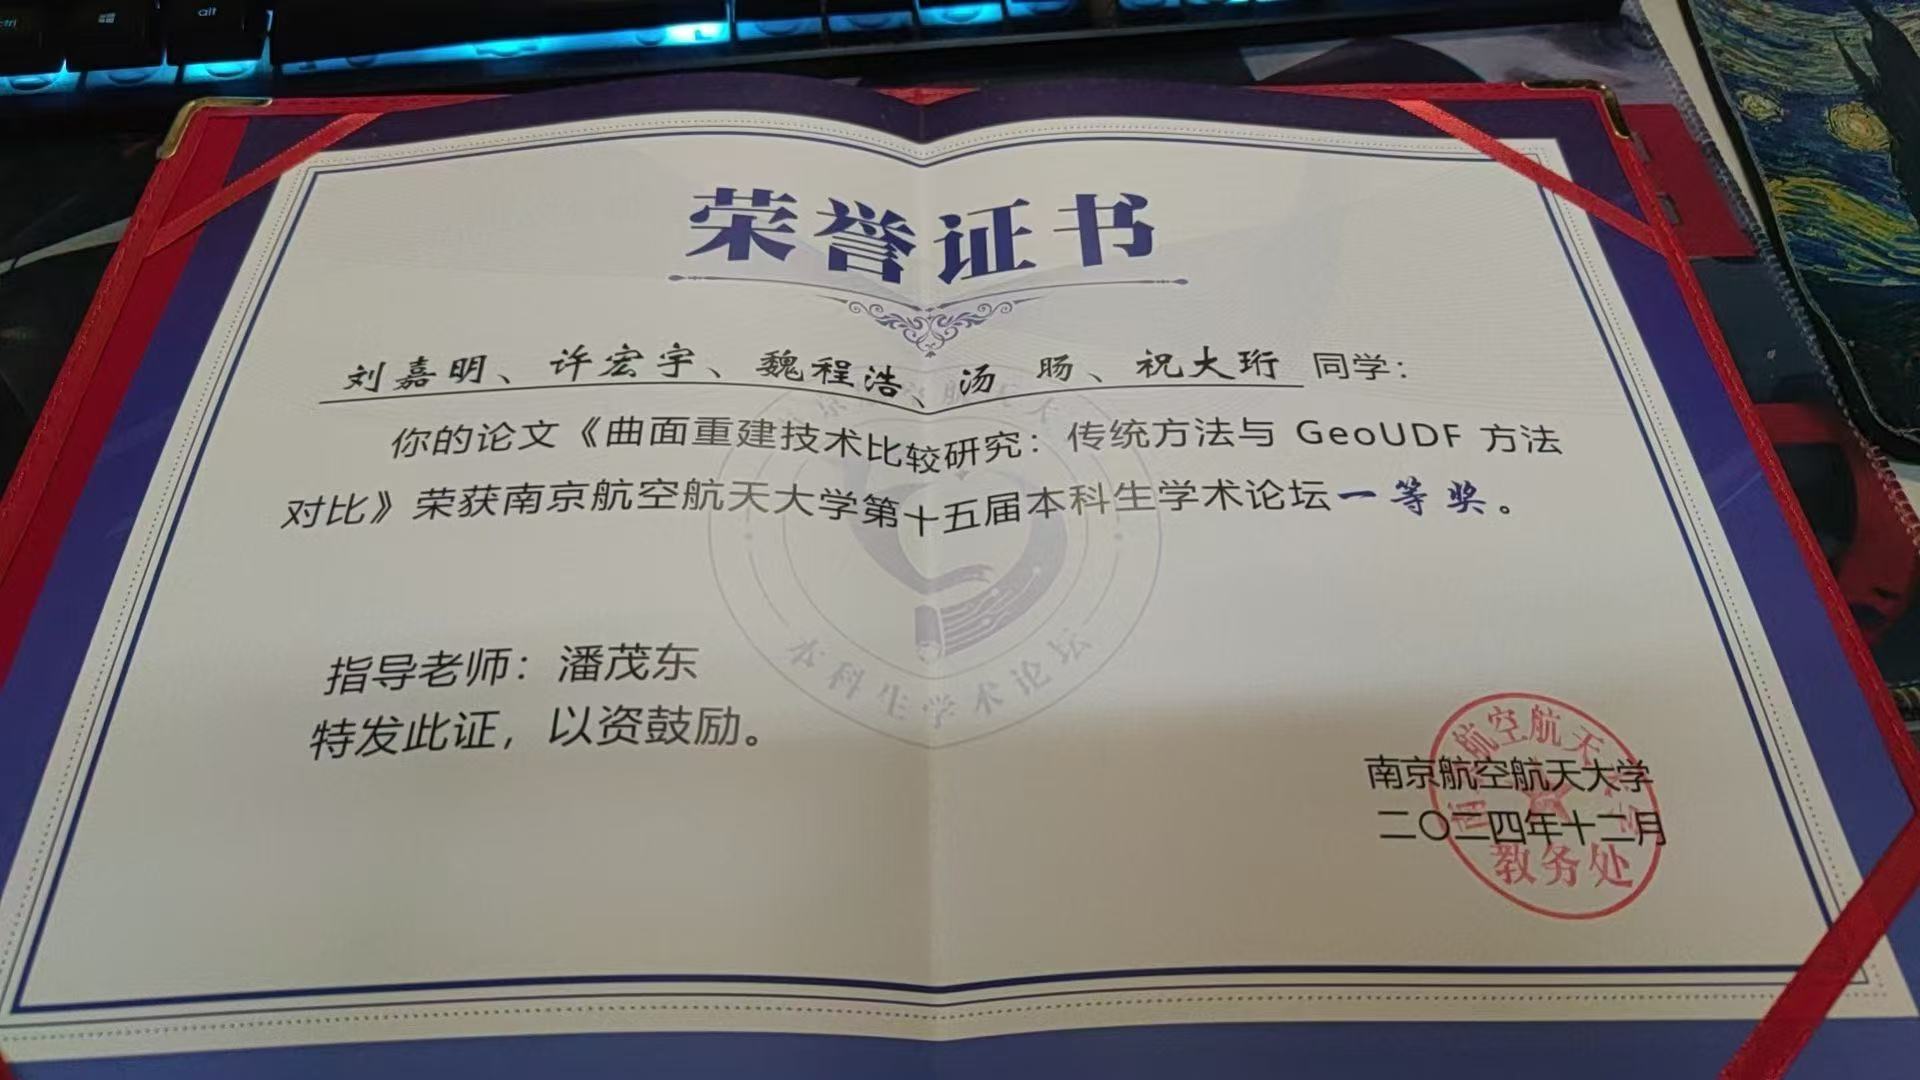 alt
荣誉证书
刘嘉明、许宏宇、魏程浩、汤 旸、祝大珩 同学：
你的论文《曲面重建技术比较研究：传统方法与 GeoUDF 方法
对比》荣获南京航空航天大学第十五届本科生学术论坛一等奖。
本科生学术论坛
指导老师：潘茂东
特发此证，以资鼓励。
南京航空航天大学
二〇二四年十二月
教务处